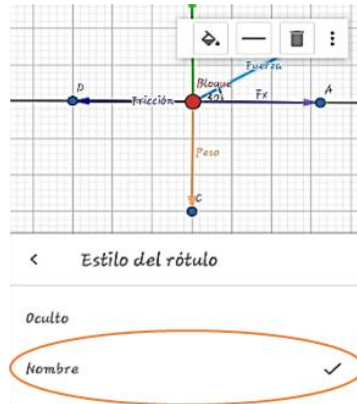 Fuerza
Bloque
D
Fricción
Fx
A
Peso
C
Estilo del rótulo
Oculto
Nombre